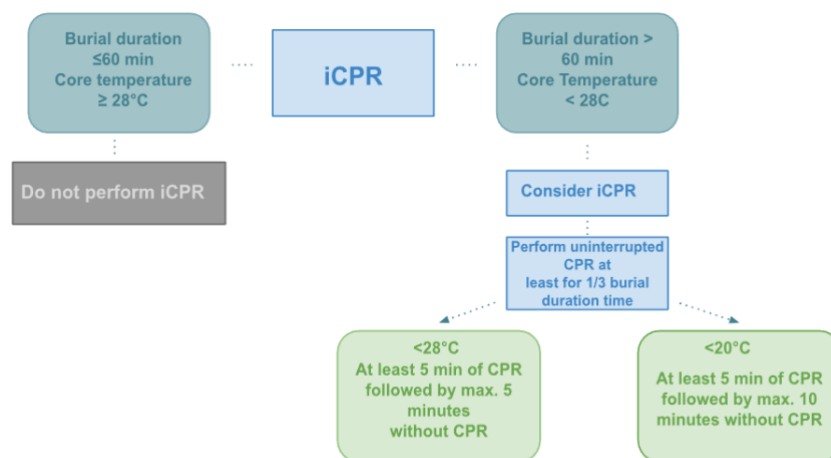 Burial duration
≤60 min
Core temperature
≥ 28°C
iCPR
Burial duration >
60 min
Core Temperature
< 28C
Do not perform iCPR
Consider iCPR
Perform uninterrupted
CPR at
least for 1/3 burial
duration time
<28°C
At least 5 min of CPR
followed by max. 5
minutes
without CPR
<20°C
At least 5 min of CPR
followed by max. 10
minutes without CPR